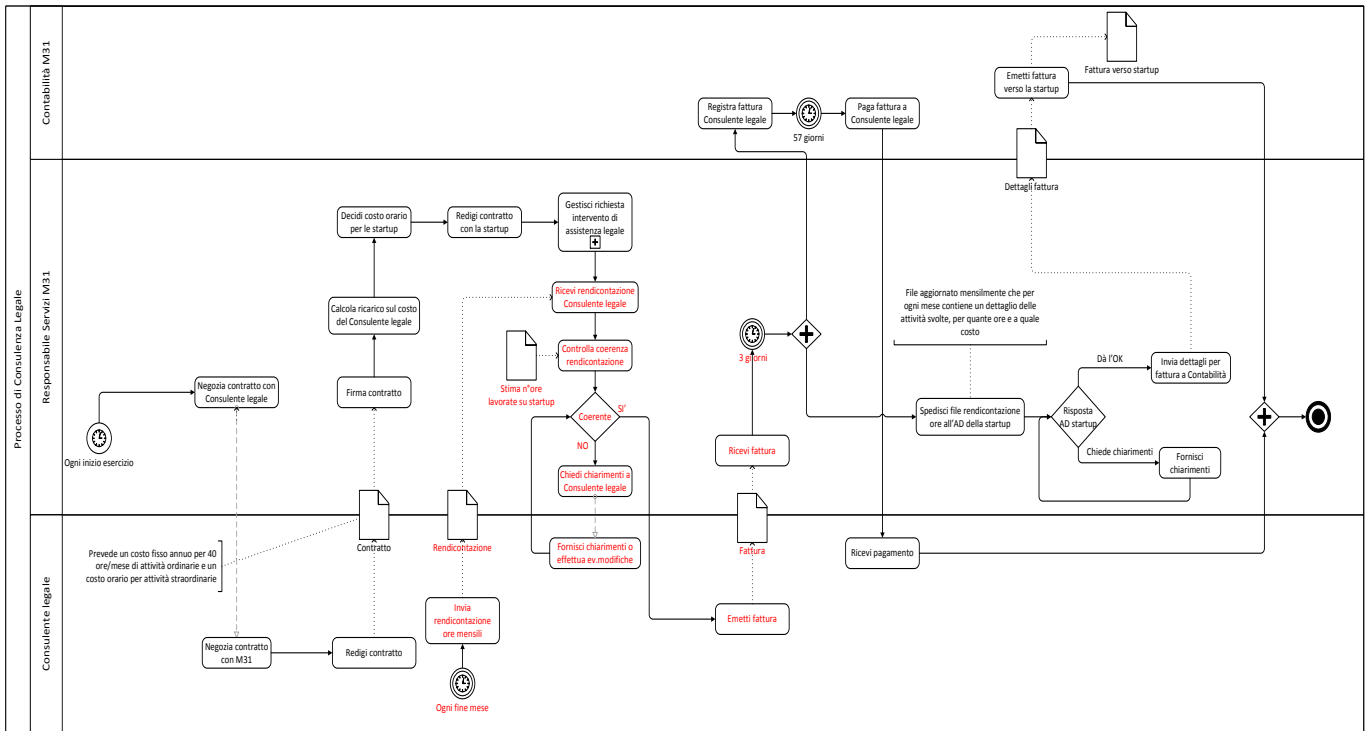 Processo di Consulenza Legale
Contabilità M31
Responsabile Servizi M31
Consulente legale
Fattura verso startup
Emetti fattura
verso la startup
Registra fattura
Consulente legale
57 giorni
Paga fattura a
Consulente legale
Dettagli fattura
Decidi costo orario
per le startup
Redigi contratto
con la startup
Gestisci richiesta
intervento di
assistenza legale
Ricevi rendicontazione
Consulente legale
Calcola ricarico sul costo
del Consulente legale
File aggiornato mensilmente che per
ogni mese contiene un dettaglio delle
attività svolte, per quante ore e a quale
costo
Controlla coerenza
rendicontazione
3 giorni
Stima n°ore
lavorate su startup
Negozia contratto con
Consulente legale
Firma contratto
Dà l’OK
Invia dettagli per
fattura a Contabilità
Coerente
SI’
NO
Spedisci file rendicontazione
ore all’AD della startup
Risposta
AD startup
Ogni inizio esercizio
Ricevi fattura
Chiede chiarimenti
Fornisci
chiarimenti
Chiedi chiarimenti a
Consulente legale
Contratto
Rendicontazione
Fattura
Prevede un costo fisso annuo per 40
ore/mese di attività ordinarie e un
costo orario per attività straordinarie
Fornisci chiarimenti o
effettua ev.modifiche
Ricevi pagamento
Invia
rendicontazione
ore mensili
Emetti fattura
Negozia contratto
con M31
Redigi contratto
Ogni fine mese